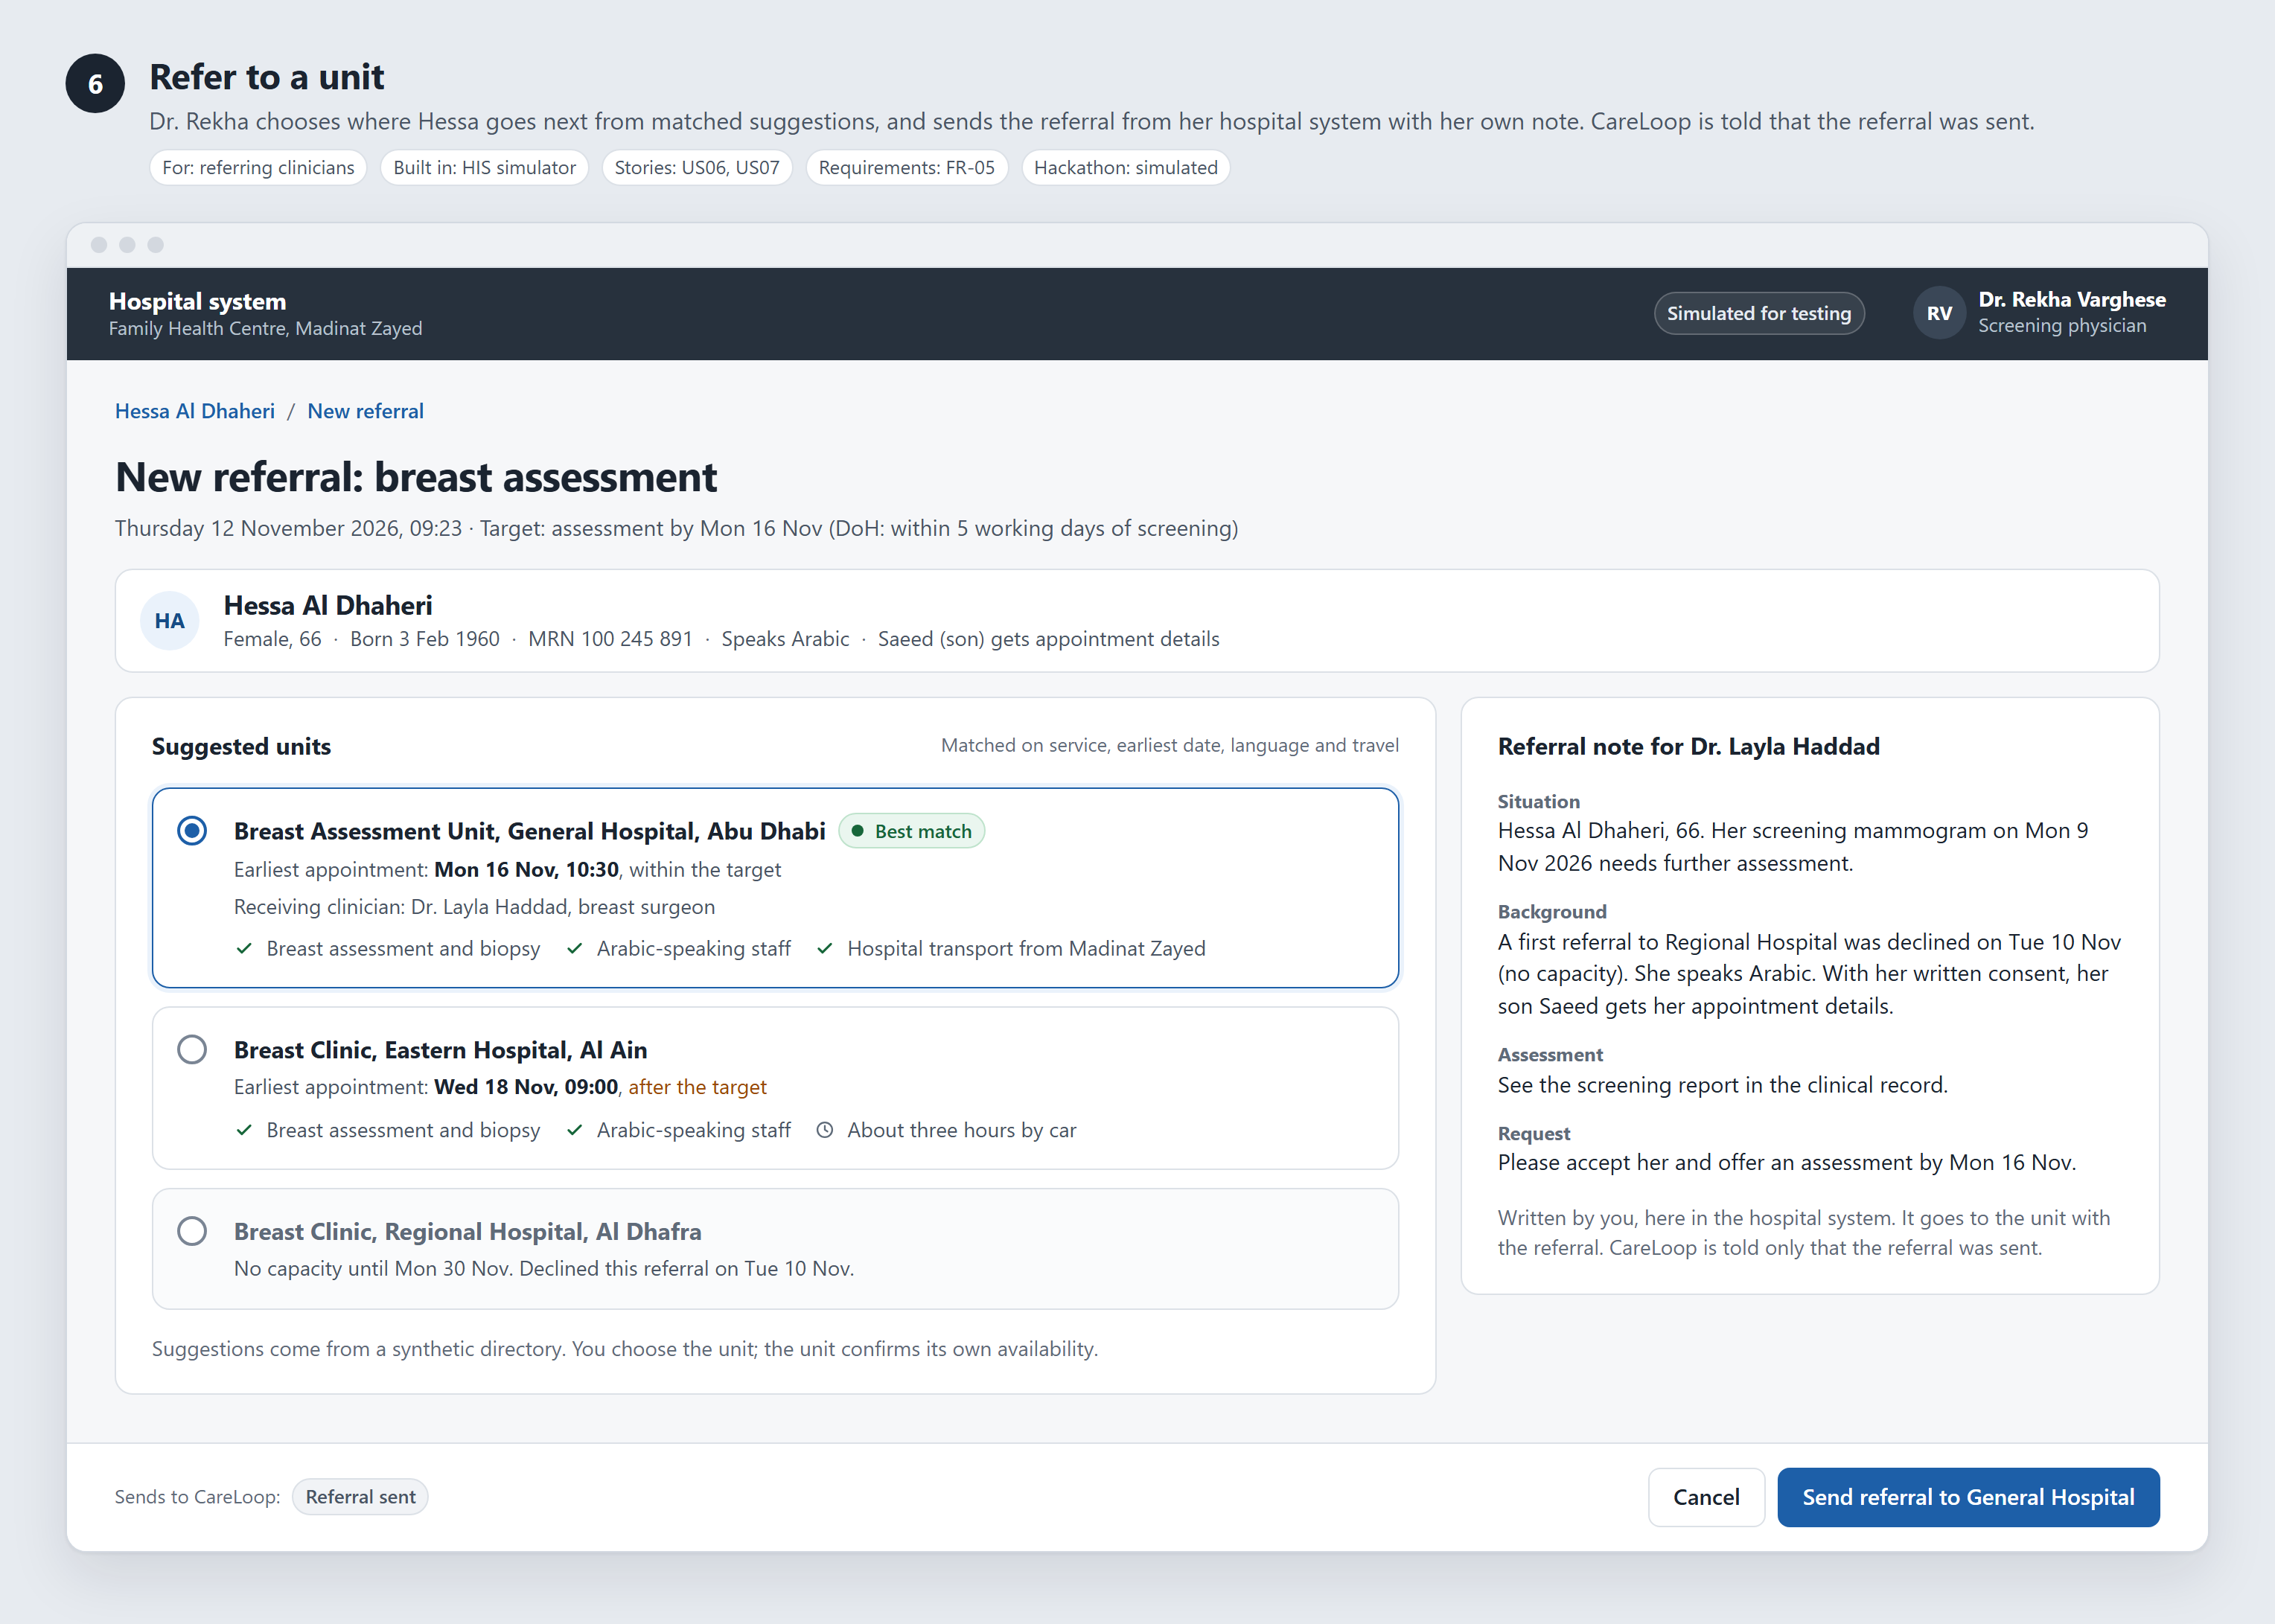 6
Refer to a unit
Dr. Rekha chooses where Hessa goes next from matched suggestions, and sends the referral from her hospital system with her own note. CareLoop is told that the referral was sent.
For: referring clinicians
Built in: HIS simulator
Stories: US06, US07
Requirements: FR-05
Hackathon: simulated
Hospital system
Family Health Centre, Madinat Zayed
Simulated for testing
RV
Dr. Rekha Varghese
Screening physician
Hessa Al Dhaheri / New referral
New referral: breast assessment
Thursday 12 November 2026, 09:23 · Target: assessment by Mon 16 Nov (DoH: within 5 working days of screening)
HA
Hessa Al Dhaheri
Female, 66 · Born 3 Feb 1960 · MRN 100 245 891 · Speaks Arabic · Saeed (son) gets appointment details
Suggested units
Matched on service, earliest date, language and travel
Breast Assessment Unit, General Hospital, Abu Dhabi
Best match
Earliest appointment: Mon 16 Nov, 10:30, within the target
Receiving clinician: Dr. Layla Haddad, breast surgeon
Breast assessment and biopsy
Arabic-speaking staff
Hospital transport from Madinat Zayed
Breast Clinic, Eastern Hospital, Al Ain
Earliest appointment: Wed 18 Nov, 09:00, after the target
Breast assessment and biopsy
Arabic-speaking staff
About three hours by car
Breast Clinic, Regional Hospital, Al Dhafra
No capacity until Mon 30 Nov. Declined this referral on Tue 10 Nov.
Suggestions come from a synthetic directory. You choose the unit; the unit confirms its own availability.
Referral note for Dr. Layla Haddad
Situation
Hessa Al Dhaheri, 66. Her screening mammogram on Mon 9
Nov 2026 needs further assessment.
Background
A first referral to Regional Hospital was declined on Tue 10 Nov
(no capacity). She speaks Arabic. With her written consent, her
son Saeed gets her appointment details.
Assessment
See the screening report in the clinical record.
Request
Please accept her and offer an assessment by Mon 16 Nov.
Written by you, here in the hospital system. It goes to the unit with
the referral. CareLoop is told only that the referral was sent.
Sends to CareLoop:
Referral sent
Cancel
Send referral to General Hospital